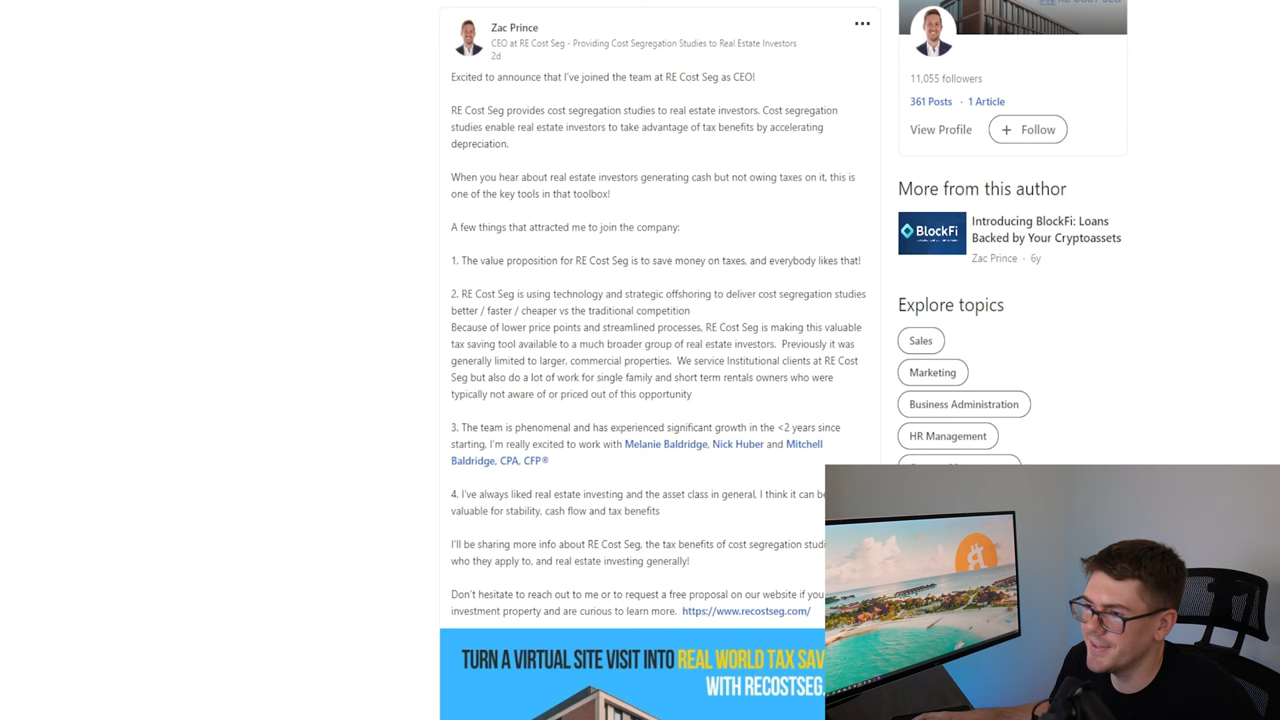 Zac Prince
CEO at RE Cost Seg - Providing Cost Segregation Studies to Real Estate Investors
2d
Excited to announce that I've joined the team at RE Cost Seg as CEO!
RE Cost Seg provides cost segregation studies to real estate investors. Cost segregation
studies enable real estate investors to take advantage of tax benefits by accelerating
depreciation.
When you hear about real estate investors generating cash but not owing taxes on it, this is
one of the key tools in that toolbox!
A few things that attracted me to join the company:
1. The value proposition for RE Cost Seg is to save money on taxes, and everybody likes that!
2. RE Cost Seg is using technology and strategic offshoring to deliver cost segregation studies
better / faster / cheaper vs the traditional competition
Because of lower price points and streamlined processes, RE Cost Seg is making this valuable
tax saving tool available to a much broader group of real estate investors. Previously it was
generally limited to larger, commercial properties. We service Institutional clients at RE Cost
Seg but also do a lot of work for single family and short term rentals owners who were
typically not aware of or priced out of this opportunity
3. The team is phenomenal and has experienced significant growth in the <2 years since
starting, I'm really excited to work with Melanie Baldridge, Nick Huber and Mitchell
Baldridge, CPA, CFP®
4. I've always liked real estate investing and the asset class in general, I think it can be
valuable for stability, cash flow and tax benefits
I'll be sharing more info about RE Cost Seg, the tax benefits of cost segregation
who they apply to, and real estate investing generally!
Don't hesitate to reach out to me or to request a free proposal on our website if you
investment property and are curious to learn more. https://www.recostseg.com/
TURN A VIRTUAL SITE VISIT INTO REAL WORLD TAX
WITH RECOSTSEG.
RE COST SEG
11,055 followers
361 Posts · 1 Article
View Profile
+ Follow
More from this author
BlockFi
Introducing BlockFi: Loans
Backed by Your Cryptoassets
Zac Prince · 6y
Explore topics
Sales
Marketing
Business Administration
HR Management